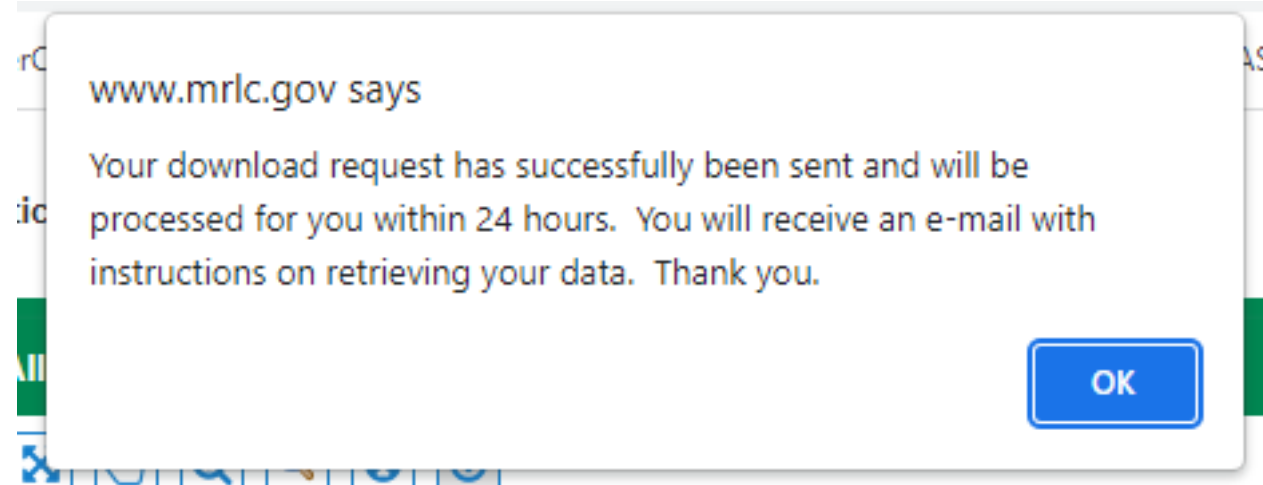 www.mrlc.gov says
Your download request has successfully been sent and will be
processed for you within 24 hours.  You will receive an e-mail with
instructions on retrieving your data.  Thank you.
OK